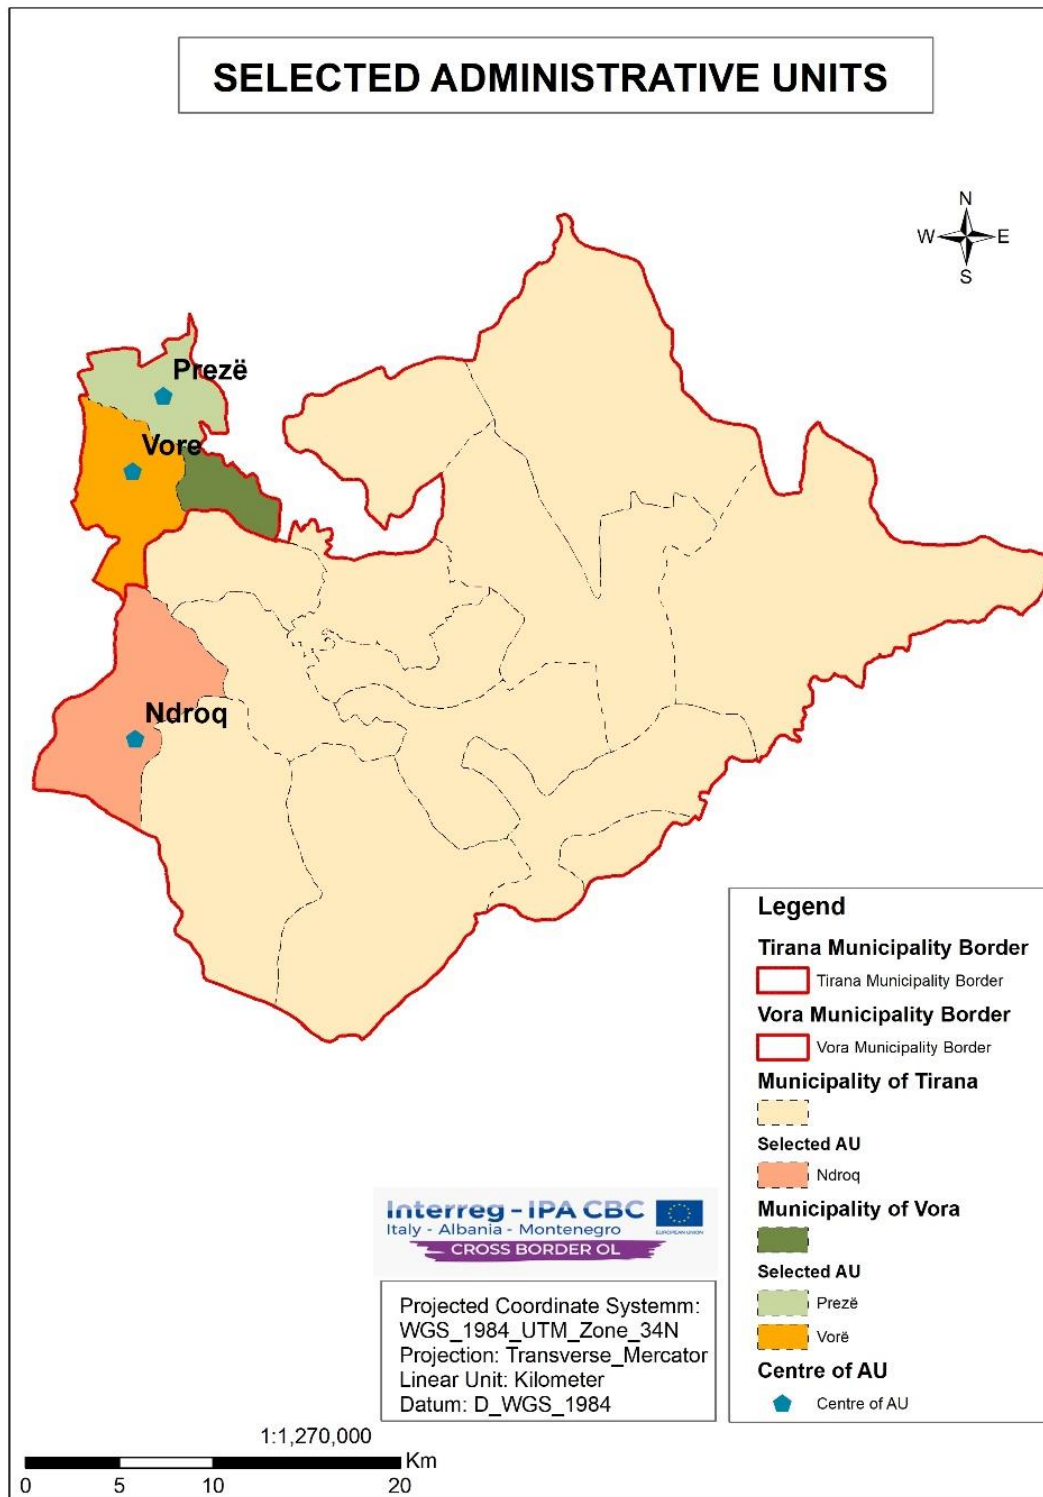 SELECTED ADMINISTRATIVE UNITS
N
W
E
S
Prezë
Vore
Ndroq
Legend
Tirana Municipality Border
Tirana Municipality Border
Vora Municipality Border
Vora Municipality Border
Municipality of Tirana
Selected AU
Ndroq
Municipality of Vora
Selected AU
Prezë
Vorë
Centre of AU
Centre of AU
Interreg - IPA CBC
EUROPEAN UNION
Italy - Albania - Montenegro
CROSS BORDER OL
Projected Coordinate Systemm:
WGS_1984_UTM_Zone_34N
Projection: Transverse_Mercator
Linear Unit: Kilometer
Datum: D_WGS_1984
1:1,270,000
Km
0 5 10 20